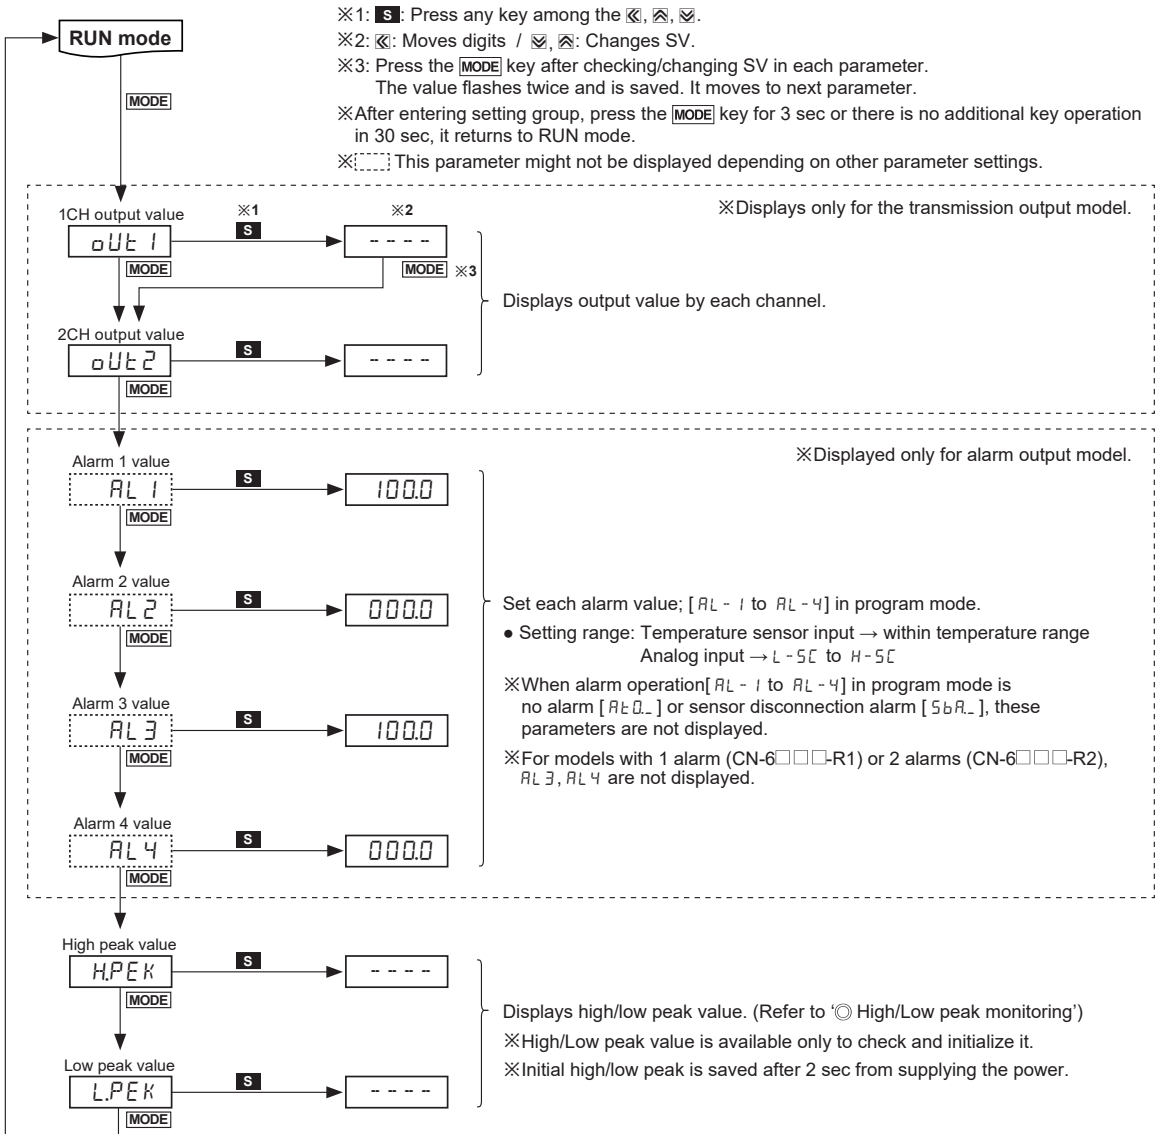 ※1: S : Press any key among the «, ︽, ︾.
RUN mode
※2: «: Moves digits / ︾, ︽: Changes SV.
※3: Press the MODE key after checking/changing SV in each parameter.
The value flashes twice and is saved. It moves to next parameter.
MODE
※After entering setting group, press the MODE key for 3 sec or there is no additional key operation
in 30 sec, it returns to RUN mode.
※ This parameter might not be displayed depending on other parameter settings.
※Displays only for the transmission output model.
1CH output value
※1
※2
oUt1
S
- - - -
MODE
MODE ※3
Displays output value by each channel.
2CH output value
oUt2
S
- - - -
MODE
※Displayed only for alarm output model.
Alarm 1 value
AL1
S
100.0
MODE
Alarm 2 value
AL2
S
000.0
MODE
Set each alarm value; [AL-1 to AL-4] in program mode.
● Setting range: Temperature sensor input → within temperature range
Analog input → L-SC to H-SC
※When alarm operation[AL-1 to AL-4] in program mode is
no alarm [At0._] or sensor disconnection alarm [SbA._], these
parameters are not displayed.
Alarm 3 value
AL3
S
100.0
MODE
※For models with 1 alarm (CN-6□□□-R1) or 2 alarms (CN-6□□□-R2),
AL3, AL4 are not displayed.
Alarm 4 value
AL4
S
000.0
MODE
High peak value
H.PEK
S
- - - -
MODE
Displays high/low peak value. (Refer to ‘◎ High/Low peak monitoring’)
※High/Low peak value is available only to check and initialize it.
※Initial high/low peak is saved after 2 sec from supplying the power.
Low peak value
L.PEK
S
- - - -
MODE